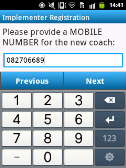 14:41
Implementer Registration
Please provide a MOBILE
NUMBER for the new coach:
082706689
Previous Next
1 2 3
4 5 6
7 8 9 123
- 0 .